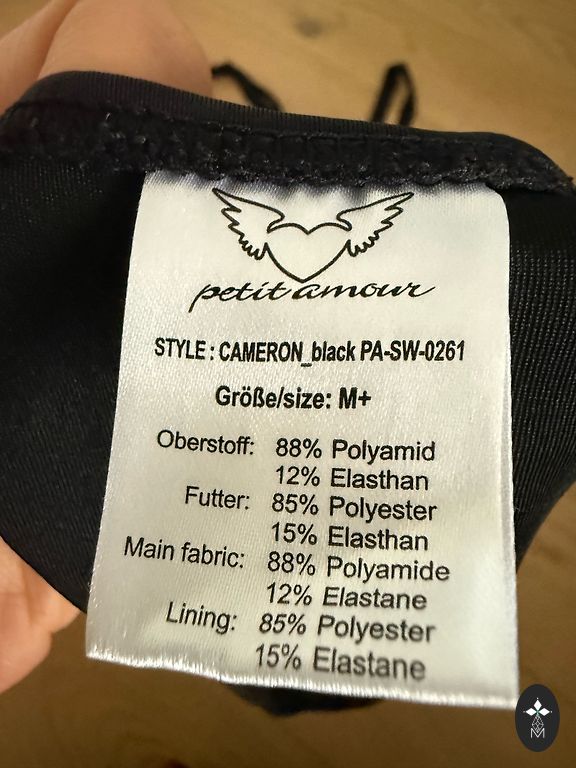 petit amour
STYLE : CAMERON_black PA-SW-0261
Größe/size: M+
Oberstoff: 88% Polyamid
12% Elasthan
Futter: 85% Polyester
15% Elasthan
Main fabric: 88% Polyamide
12% Elastane
Lining: 85% Polyester
15% Elastane
M